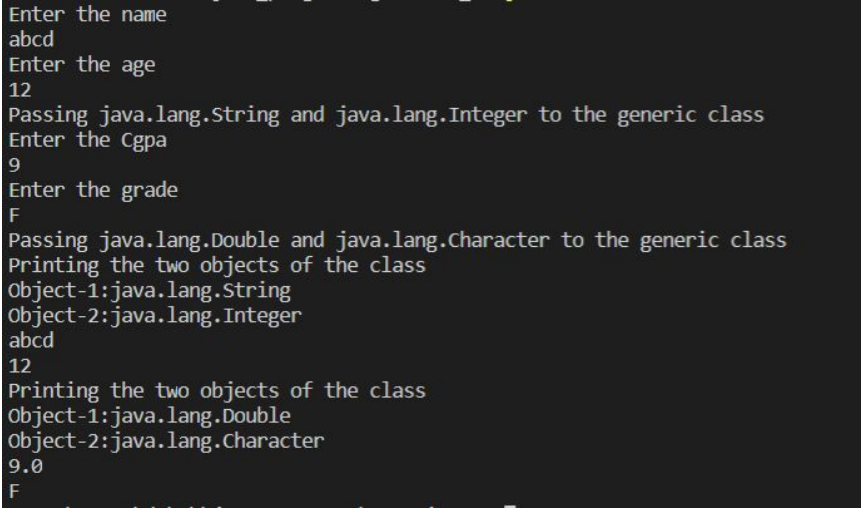 Enter the name
abcd
Enter the age
12
Passing java.lang.String and java.lang.Integer to the generic class
Enter the Cgpa
9
Enter the grade
F
Passing java.lang.Double and java.lang.Character to the generic class
Printing the two objects of the class
Object-1:java.lang.String
Object-2:java.lang.Integer
abcd
12
Printing the two objects of the class
Object-1:java.lang.Double
Object-2:java.lang.Character
9.0
F